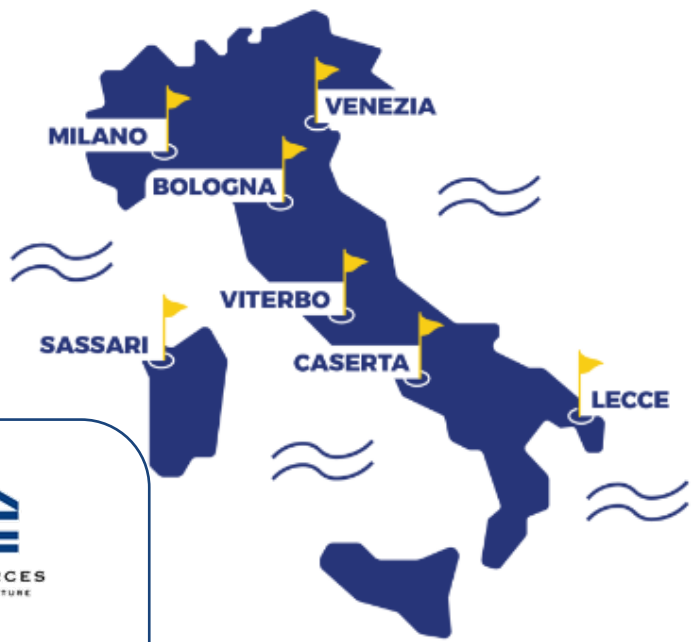 VENEZIA
MILANO
BOLOGNA
VITERBO
SASSARI
CASERTA
LECCE